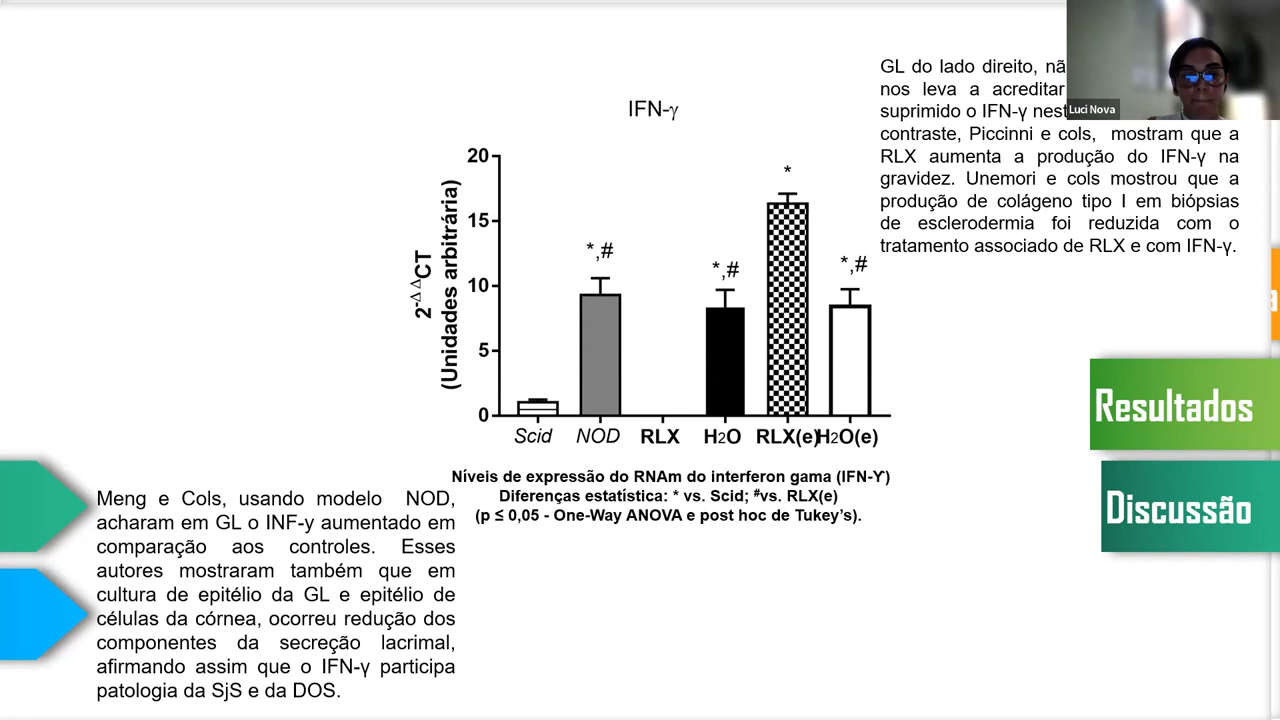 GL do lado direito,
nos leva a acreditar
suprimido o IFN-γ
Luci Nova
contraste, Piccinni e cols, mostram que a
RLX aumenta a produção do IFN-γ na
gravidez. Unemori e cols mostrou que a
produção de colágeno tipo I em biópsias
de esclerodermia foi reduzida com o
tratamento associado de RLX e com IFN-γ.
IFN-γ
2-Δ ΔCT
(Unidades arbitrária)
20
15
10
5
0
*,#
*,#
*
*,#
Scid NOD RLX H2O RLX(e) H2O(e)
Níveis de expressão do RNAm do interferon gama (IFN-ϒ)
Diferenças estatística: * vs. Scid; #vs. RLX(e)
(p ≤ 0,05 - One-Way ANOVA e post hoc de Tukey’s).
Resultados
Discussão
Meng e Cols, usando modelo NOD,
acharam em GL o INF-y aumentado em
comparação aos controles. Esses
autores mostraram também que em
cultura de epitélio da GL e epitélio de
células da córnea, ocorreu redução dos
componentes da secreção lacrimal,
afirmando assim que o IFN-γ participa
patologia da SjS e da DOS.